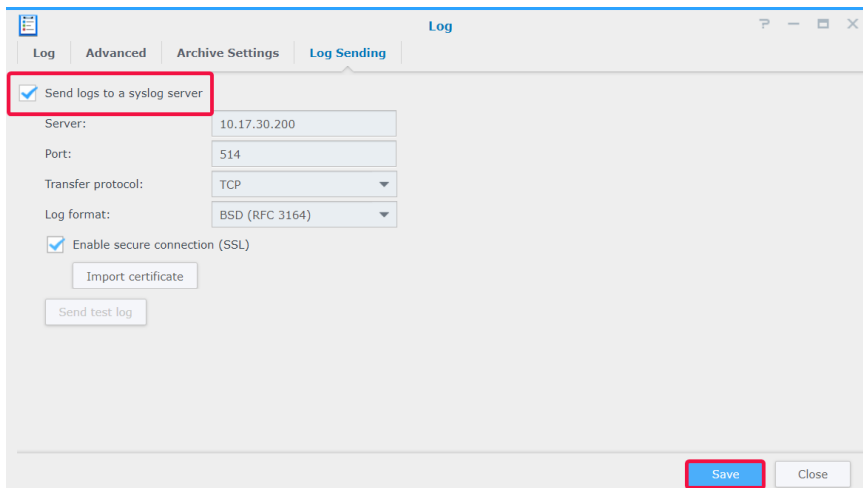 Log
Log Advanced Archive Settings Log Sending
Send logs to a syslog server
Server: 10.17.30.200
Port: 514
Transfer protocol: TCP
Log format: BSD (RFC 3164)
Enable secure connection (SSL)
Import certificate
Send test log
Save Close